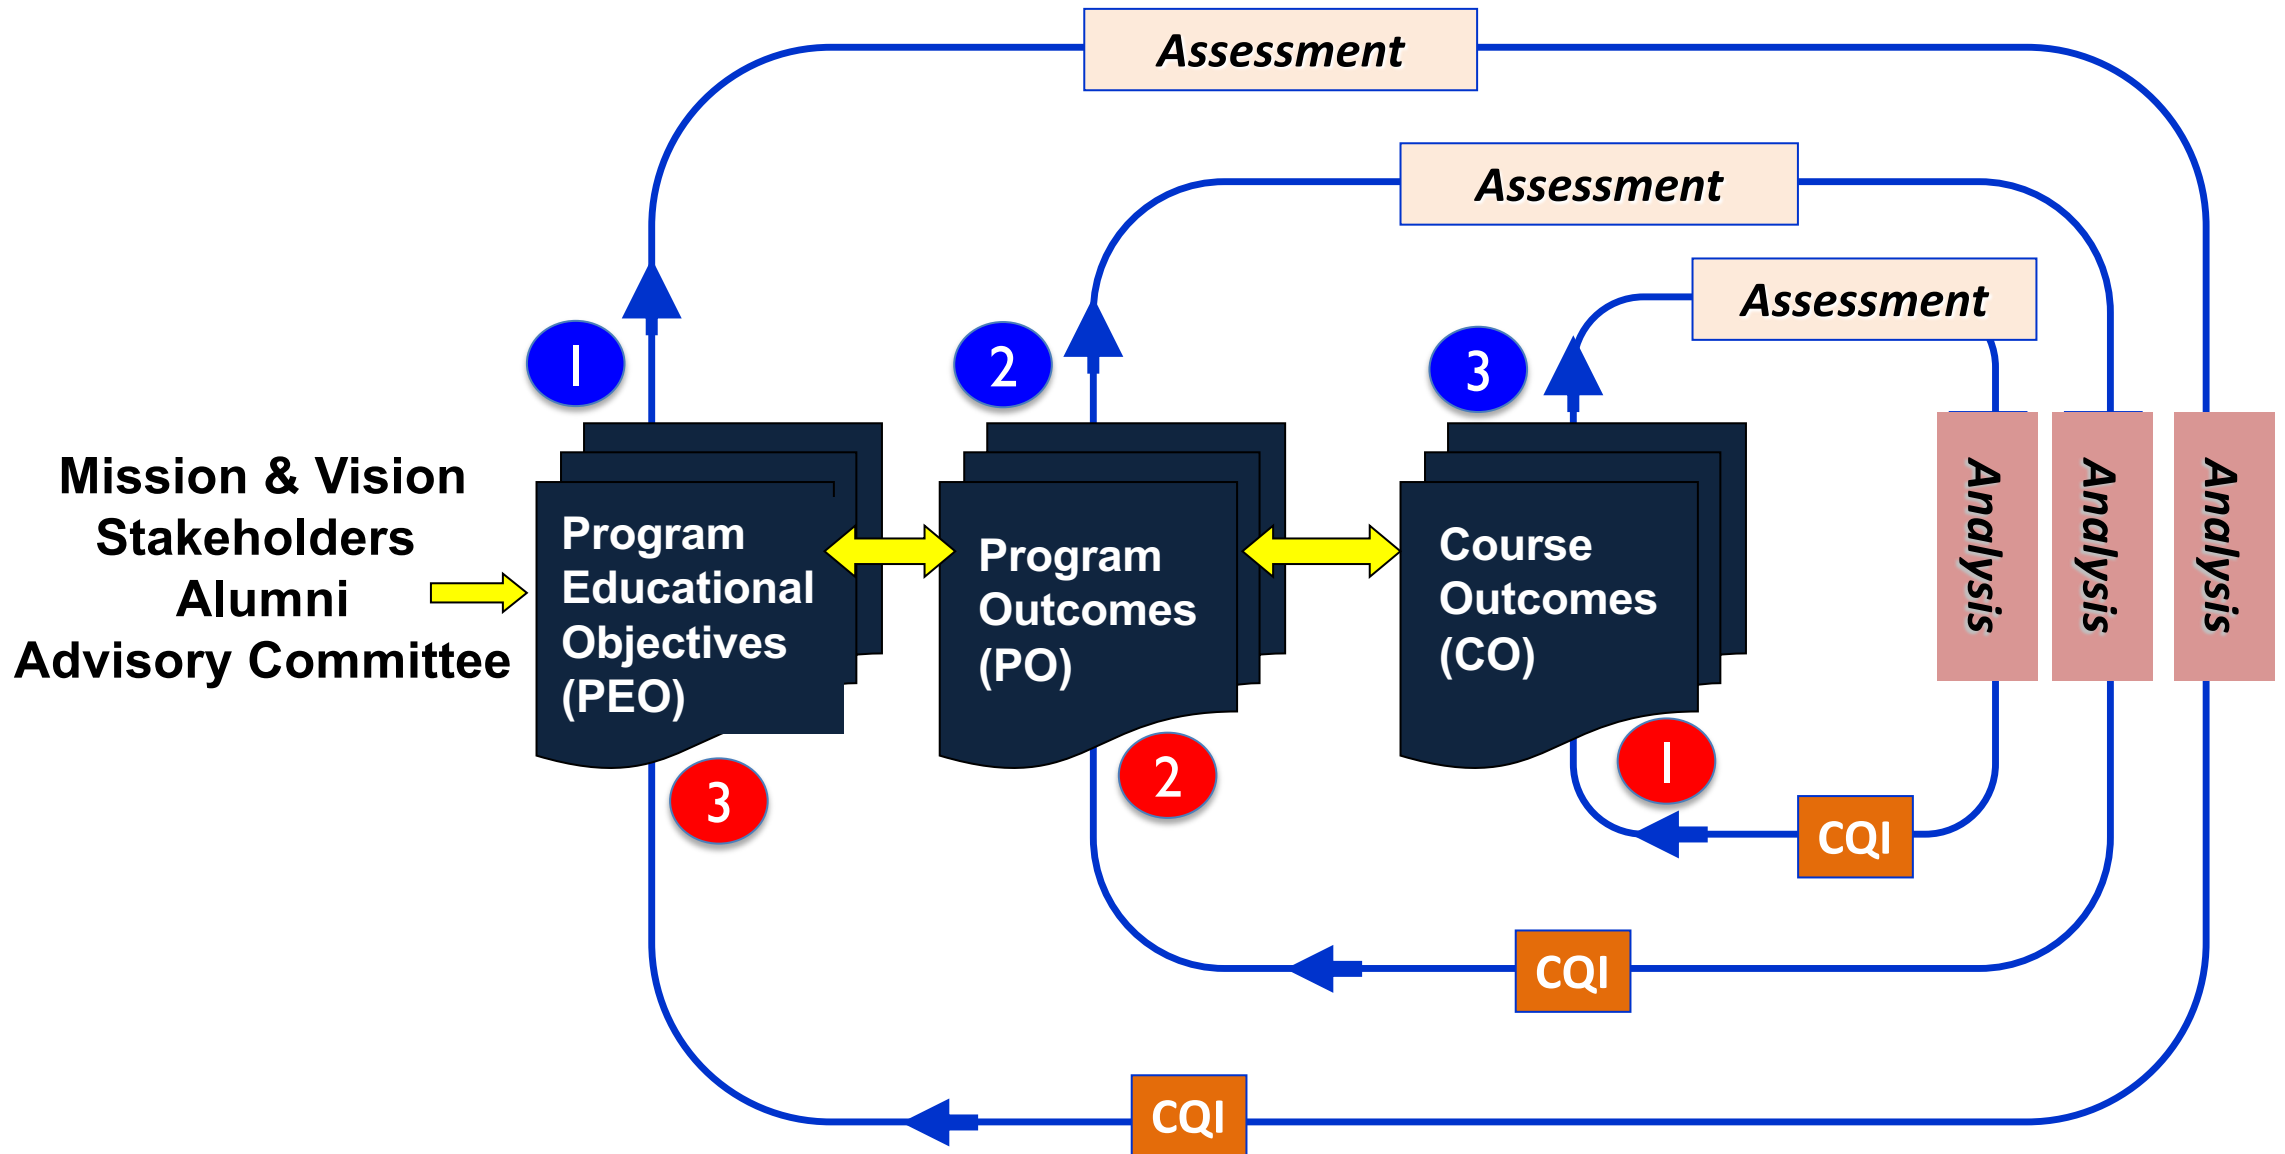 Assessment
Assessment
Assessment
1
2
3
Mission & Vision
Stakeholders
Alumni
Advisory Committee
Program
Educational
Objectives
(PEO)
Program
Outcomes
(PO)
Course
Outcomes
(CO)
Analysis
Analysis
Analysis
3
2
1
CQI
CQI
CQI